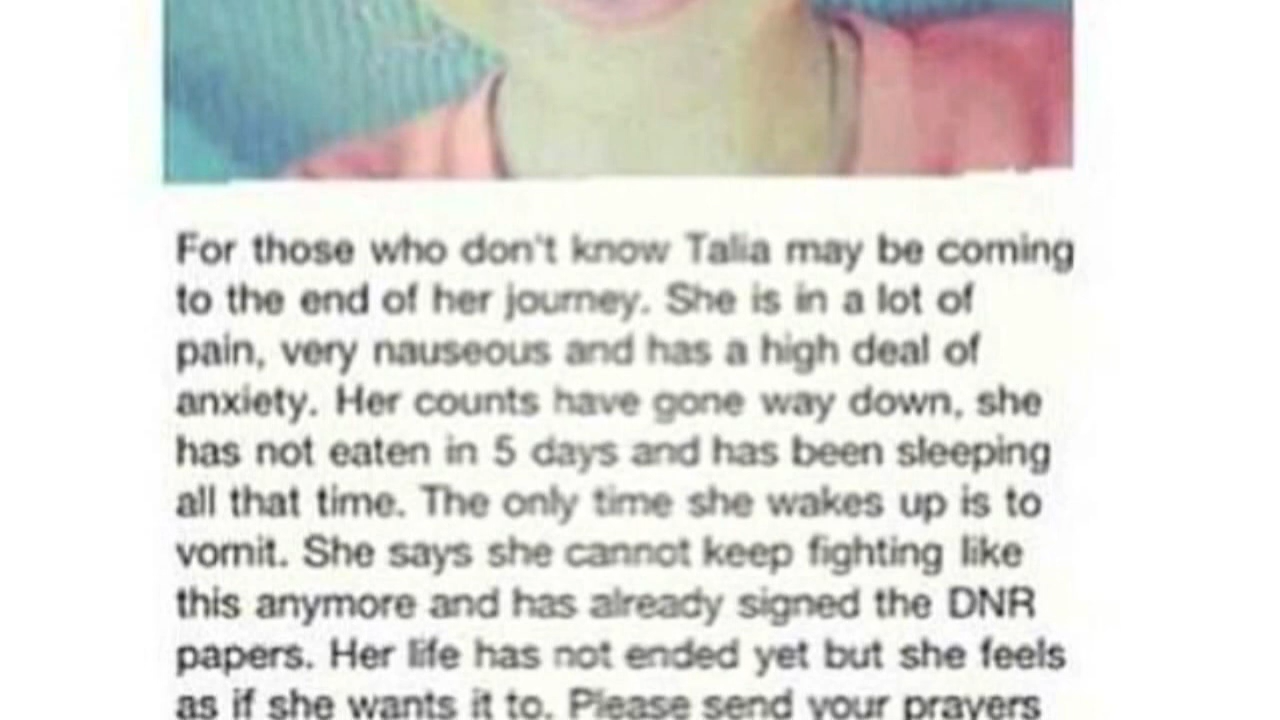 For those who don't know Talia may be coming
to the end of her journey. She is in a lot of
pain, very nauseous and has a high deal of
anxiety. Her counts have gone way down, she
has not eaten in 5 days and has been sleeping
all that time. The only time she wakes up is to
vomit. She says she cannot keep fighting like
this anymore and has already signed the DNR
papers. Her life has not ended yet but she feels
as if she wants it to. Please send your prayers